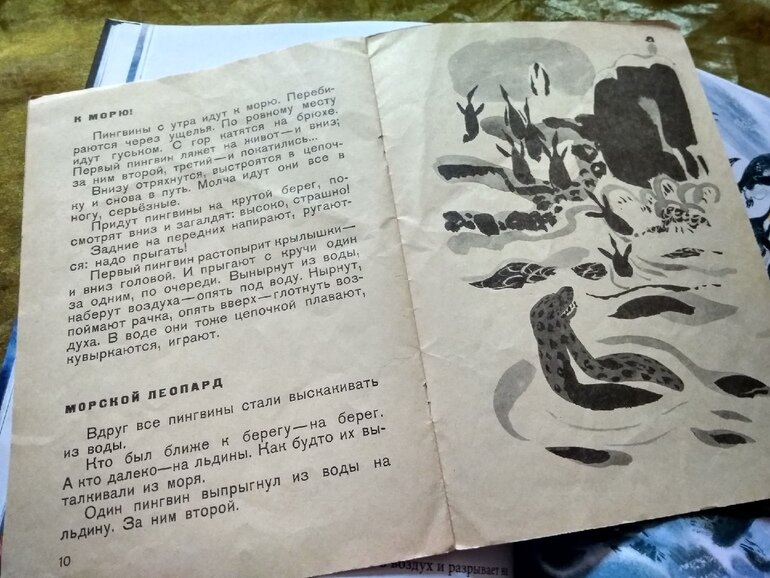 К МОРЮ!
Пингвины с утра идут к морю. Переби-
раются через ущелья. По ровному месту
идут гуськом. С гор катятся на брюхе.
Первый пингвин ляжет на живот—и вниз;
за ним второй, третий—и покатились...
Внизу отряхнутся, выстроятся в цепоч-
ку и снова в путь. Молча идут они все в
ногу, серьёзные.
Придут пингвины на крутой берег, по-
смотрят вниз и загалдят: высоко, страшно!
Задние на передних напирают, ругают-
ся: надо прыгать!
Первый пингвин растопырит крылышки—
и вниз головой. И прыгают с кручи один
за одним, по очереди. Вынырнут из воды,
наберут воздуха—опять под воду. Нырнут,
поймают рачка, опять вверх—глотнуть воз-
духа. В воде они тоже цепочкой плавают,
кувыркаются, играют.
МОРСКОЙ ЛЕОПАРД
Вдруг все пингвины стали выскакивать
из воды.
Кто был ближе к берегу—на берег.
А кто далеко—на льдины. Как будто их вы-
талкивали из моря.
Один пингвин выпрыгнул из воды на
льдину. За ним второй.
10
воздух и разрывает